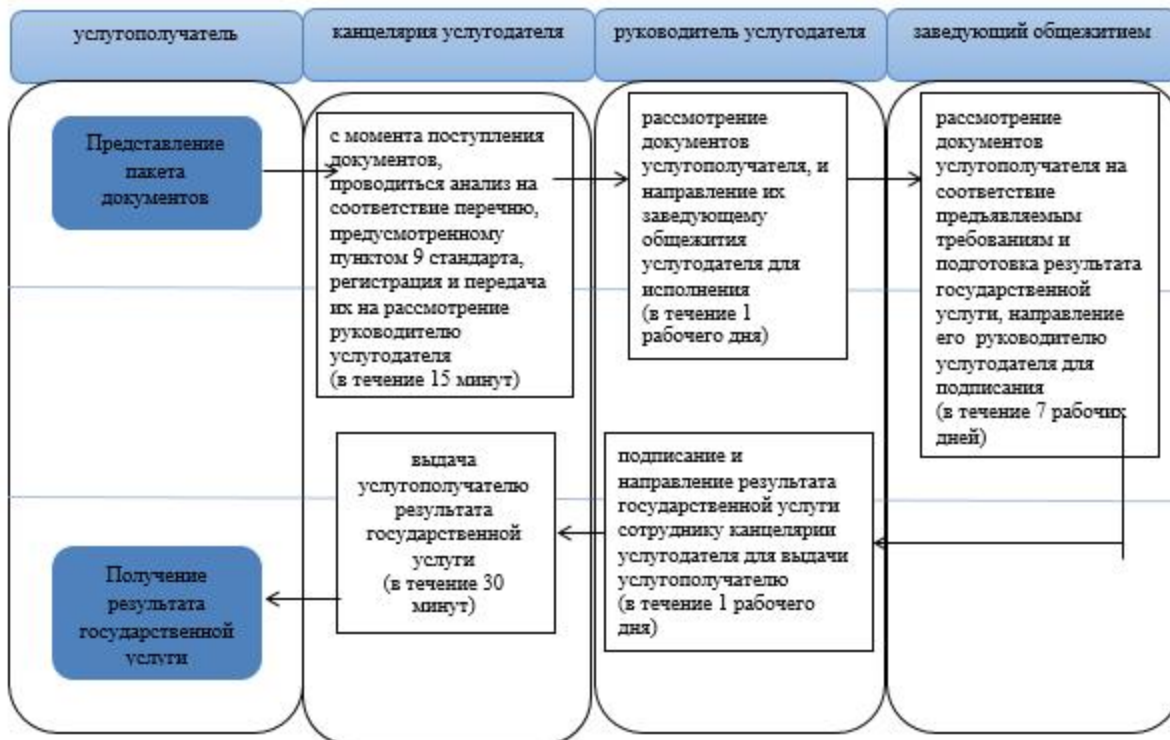 услугополучатель
канцелярия услугодателя
руководитель услугодателя
заведующий общежитием
Представление
пакета
документов
с момента поступления
документов,
проводиться анализ на
соответствие перечню,
предусмотренному
пунктом 9 стандарта,
регистрация и передача
их на рассмотрение
руководителю
услугодателя
(в течение 15 минут)
рассмотрение
документов
услугополучателя, и
направление их
заведующему
общежития
услугодателя для
исполнения
(в течение 1
рабочего дня)
рассмотрение
документов
услугополучателя на
соответствие
предъявляемым
требованиям и
подготовка результата
государственной
услуги, направление
его руководителю
услугодателя для
подписания
(в течение 7 рабочих
дней)
подписание и
направление результата
государственной услуги
сотруднику канцелярии
услугодателя для выдачи
услугополучателю
(в течение 1 рабочего
дня)
выдача
услугополучателю
результата
государственной
услуги
(в течение 30
минут)
Получение
результата
государственной
услуги